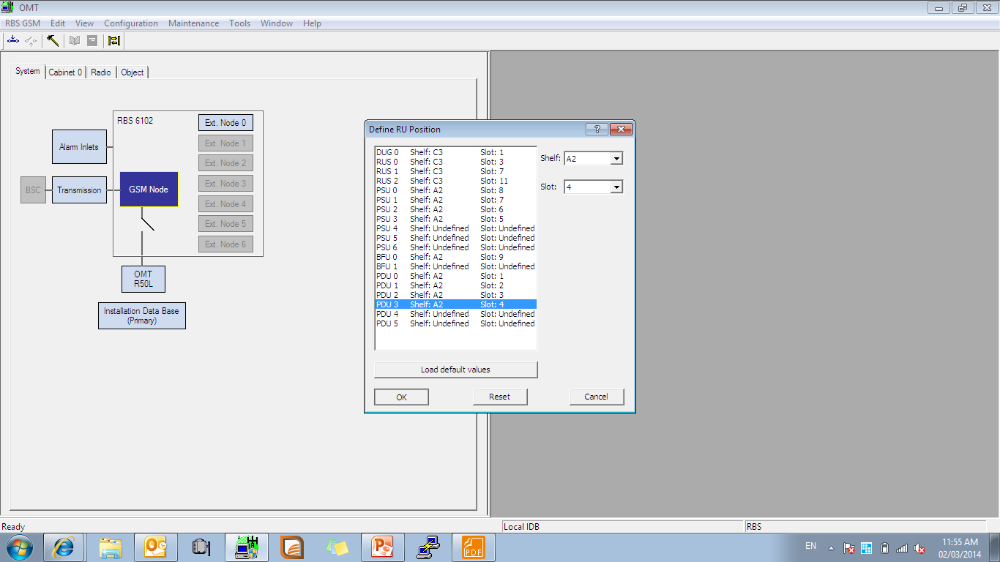 OMT
RBS GSM Edit View Configuration Maintenance Tools Window Help
System Cabinet 0 Radio Object
RBS 6102
Ext. Node 0
Ext. Node 1
Ext. Node 2
Ext. Node 3
Ext. Node 4
Ext. Node 5
Ext. Node 6
Alarm Inlets
BSC
Transmission
GSM Node
OMT
R50L
Installation Data Base
(Primary)
Define RU Position
DUG 0 Shelf: C3 Slot: 1
RUS 0 Shelf: C3 Slot: 3
RUS 1 Shelf: C3 Slot: 7
RUS 2 Shelf: C3 Slot: 11
PSU 0 Shelf: A2 Slot: 8
PSU 1 Shelf: A2 Slot: 7
PSU 2 Shelf: A2 Slot: 6
PSU 3 Shelf: A2 Slot: 5
PSU 4 Shelf: Undefined Slot: Undefined
PSU 5 Shelf: Undefined Slot: Undefined
PSU 6 Shelf: Undefined Slot: Undefined
BFU 0 Shelf: A2 Slot: 9
BFU 1 Shelf: Undefined Slot: Undefined
PDU 0 Shelf: A2 Slot: 1
PDU 1 Shelf: A2 Slot: 2
PDU 2 Shelf: A2 Slot: 3
PDU 3 Shelf: A2 Slot: 4
PDU 4 Shelf: Undefined Slot: Undefined
PDU 5 Shelf: Undefined Slot: Undefined
Shelf: A2
Slot: 4
Load default values
OK Reset Cancel
Ready Local IDB RBS
PDF
EN
11:55 AM
02/03/2014